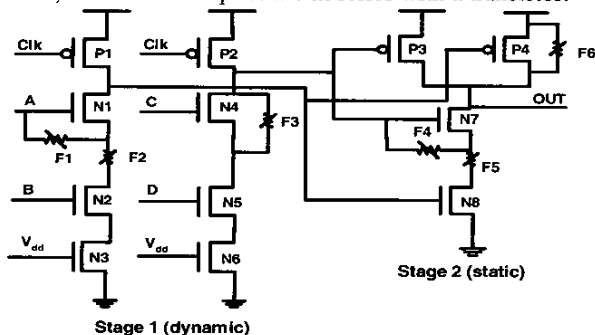 Clk
P1
Clk
P2
P3
P4
F6
A
N1
C
N4
F3
OUT
N7
F4
F1
F2
F5
B
N2
D
N5
N8
Vdd
N3
Vdd
N6
Stage 2 (static)
Stage 1 (dynamic)